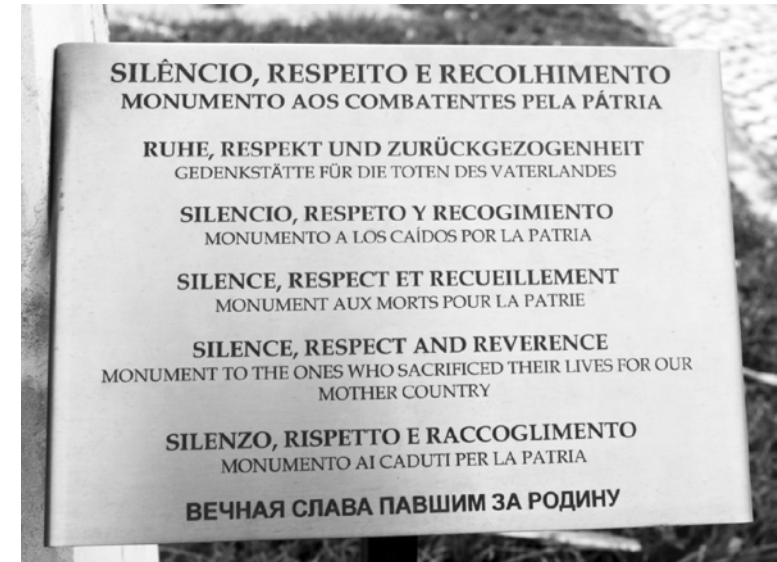 SILÊNCIO, RESPEITO E RECOLHIMENTO
MONUMENTO AOS COMBATENTES PELA PÁTRIA
RUHE, RESPEKT UND ZURÜCKGEZOGENHEIT
GEDENKSTÄTTE FÜR DIE TOTEN DES VATERLANDES
SILENCIO, RESPETO Y RECOGIMIENTO
MONUMENTO A LOS CAÍDOS POR LA PATRIA
SILENCE, RESPECT ET RECUEILLEMENT
MONUMENT AUX MORTS POUR LA PATRIE
SILENCE, RESPECT AND REVERENCE
MONUMENT TO THE ONES WHO SACRIFICED THEIR LIVES FOR OUR
MOTHER COUNTRY
SILENZO, RISPETTO E RACCOGLIMENTO
MONUMENTO AI CADUTI PER LA PATRIA
ВЕЧНАЯ СЛАВА ПАВШИМ ЗА РОДИНУ